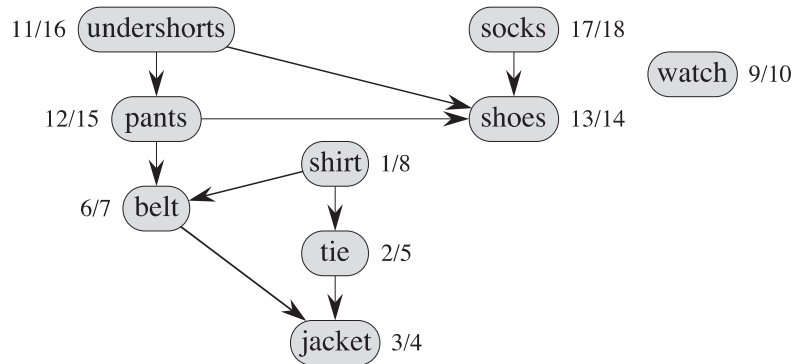 11/16 undershorts socks 17/18
watch 9/10
12/15 pants shoes 13/14
shirt 1/8
6/7 belt
tie 2/5
jacket 3/4